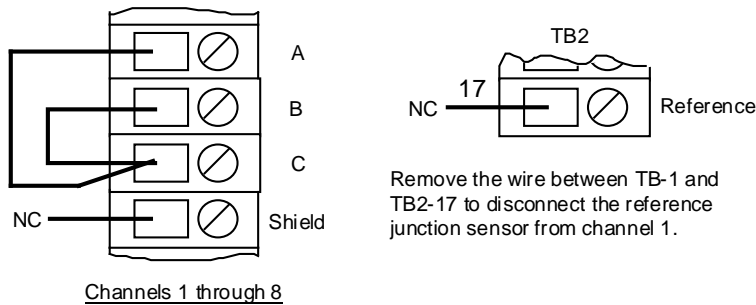 A
B
C
NC
Shield
Channels 1 through 8
TB2
17
NC
Reference
Remove the wire between TB-1 and
TB2-17 to disconnect the reference
junction sensor from channel 1.